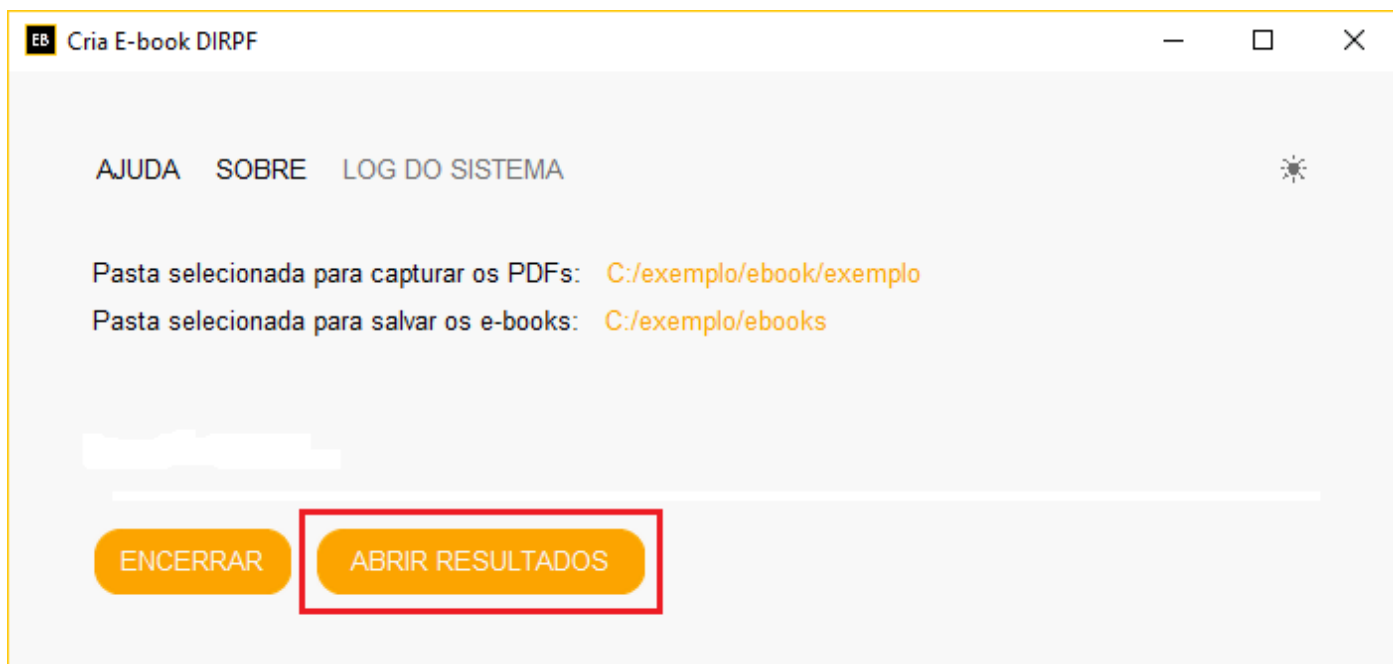 EB Cria E-book DIRPF
AJUDA SOBRE LOG DO SISTEMA
Pasta selecionada para capturar os PDFs: C:/exemplo/ebook/exemplo
Pasta selecionada para salvar os e-books: C:/exemplo/ebooks
ENCERRAR ABRIR RESULTADOS